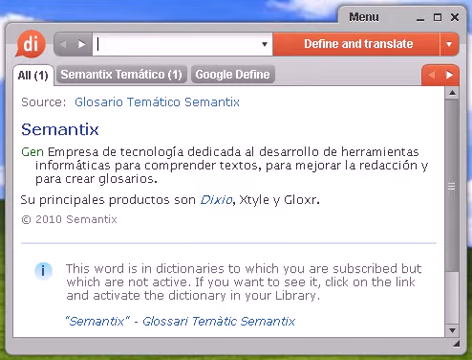 Menu
di
Define and translate
All (1)
Semantix Temático (1)
Google Define
Source: Glosario Temático Semantix
Semantix
Gen Empresa de tecnología dedicada al desarrollo de herramientas
informáticas para comprender textos, para mejorar la redacción y
para crear glosarios.
Su principales productos son Dixio, Xtyle y Gloxr.
© 2010 Semantix
i
This word is in dictionaries to which you are subscribed but
which are not active. If you want to see it, click on the link
and activate the dictionary in your Library.
"Semantix" - Glossari Temàtic Semantix